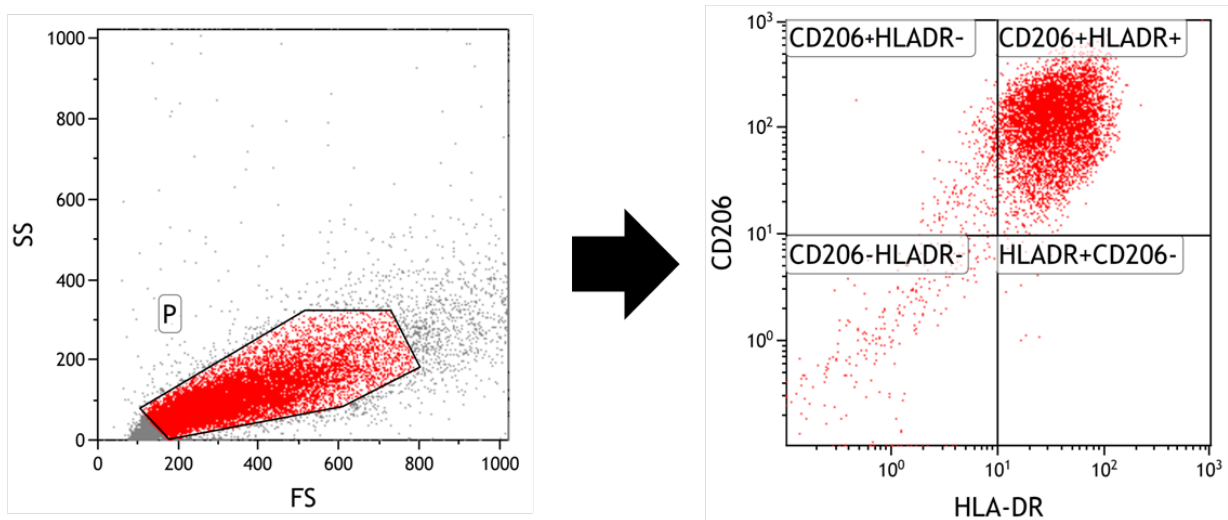 1000
800
600
400
200
0
SS
P
0 200 400 600 800 1000
FS
10³
10²
10¹
10⁰
CD206
CD206+HLADR-
CD206+HLADR+
CD206-HLADR-
HLADR+CD206-
10⁰ 10¹ 10² 10³
HLA-DR